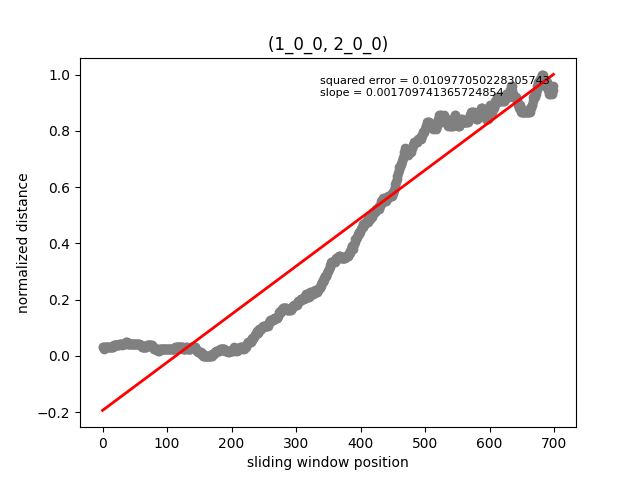 (1_0_0, 2_0_0)
squared error = 0.010977050228305743
slope = 0.001709741365724854
normalized distance
1.0
0.8
0.6
0.4
0.2
0.0
−0.2
0 100 200 300 400 500 600 700
sliding window position